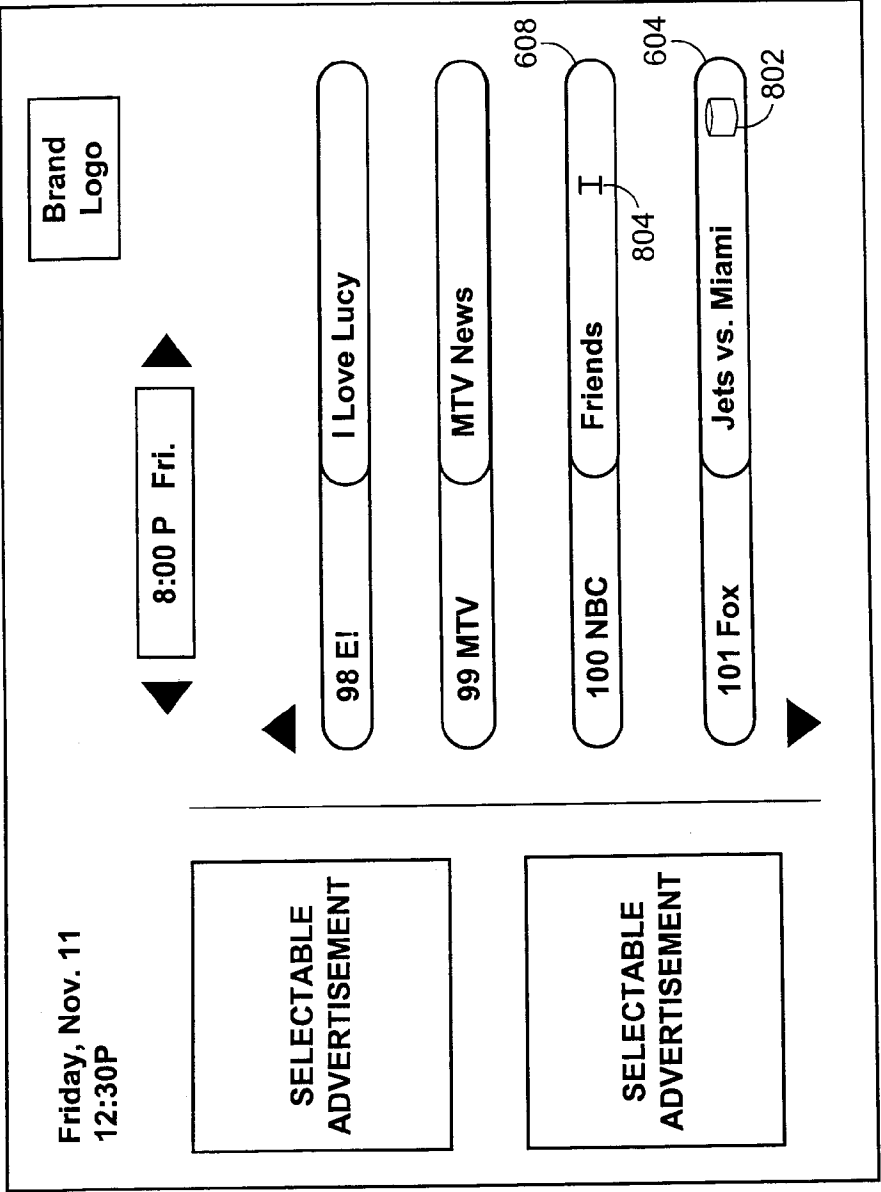 Friday, Nov. 11
12:30P
Brand
Logo
8:00 P Fri.
SELECTABLE
ADVERTISEMENT
SELECTABLE
ADVERTISEMENT
98 E! I Love Lucy
99 MTV MTV News
608
100 NBC Friends
804
604
101 Fox Jets vs. Miami
802